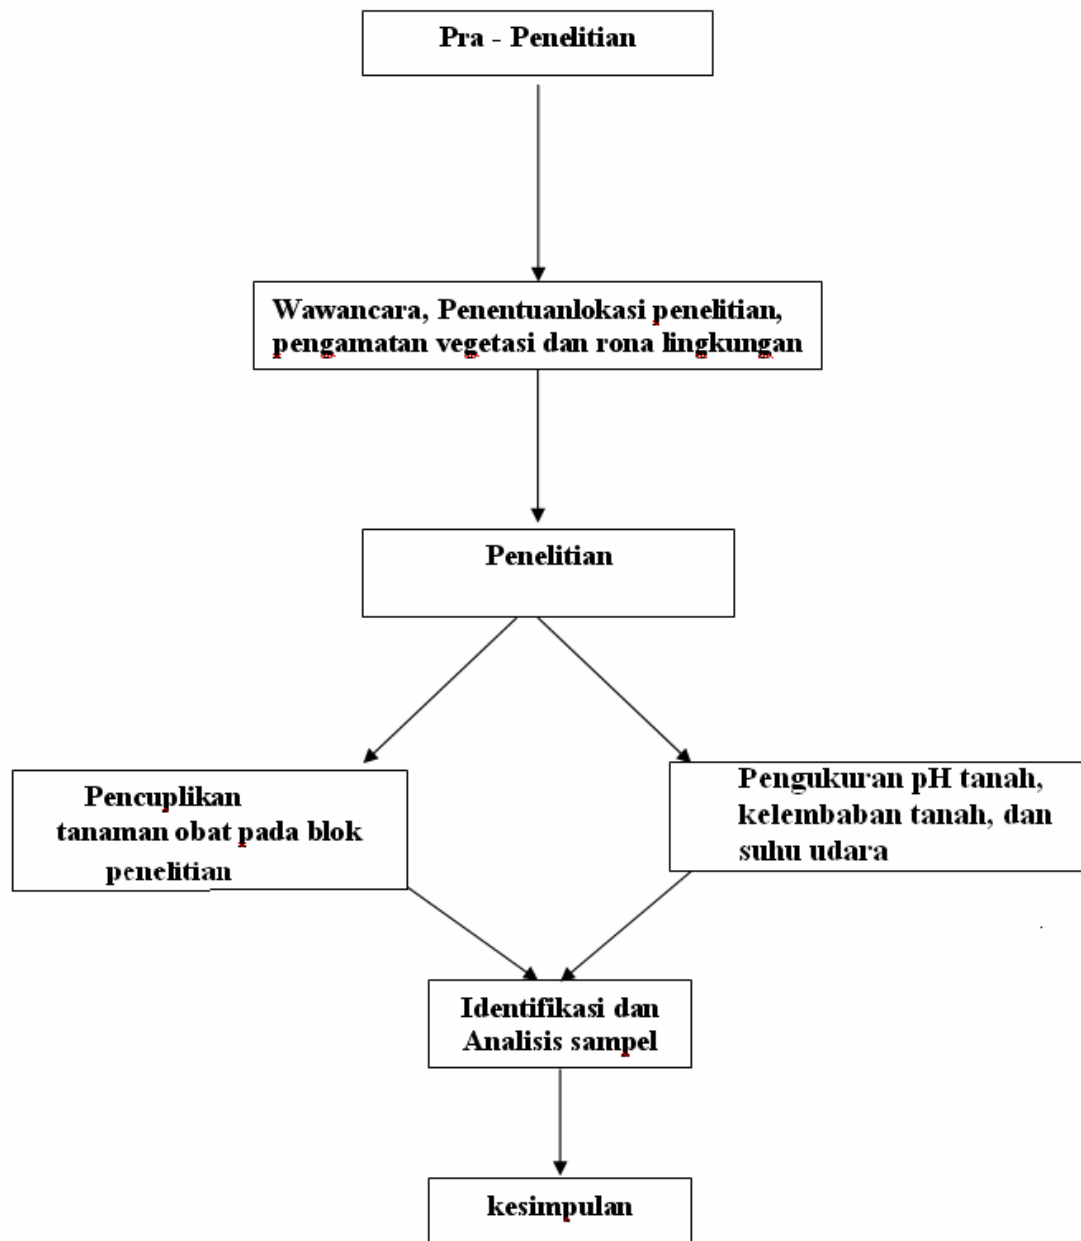 Pra - Penelitian
Wawancara, Penentuanlokasi penelitian,
pengamatan vegetasi dan rona lingkungan
Penelitian
Pencuplikan
tanaman obat pada blok
penelitian
Pengukuran pH tanah,
kelembaban tanah, dan
suhu udara
Identifikasi dan
Analisis sampel
kesimpulan